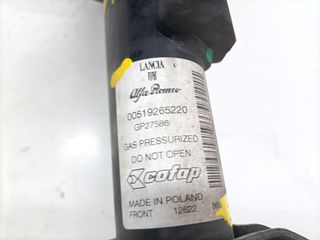 LANCIA
FIAT
Alfa Romeo
00519265220
GP27586
GAS PRESSURIZED
DO NOT OPEN
cofap
MADE IN POLAND
FRONT 12622